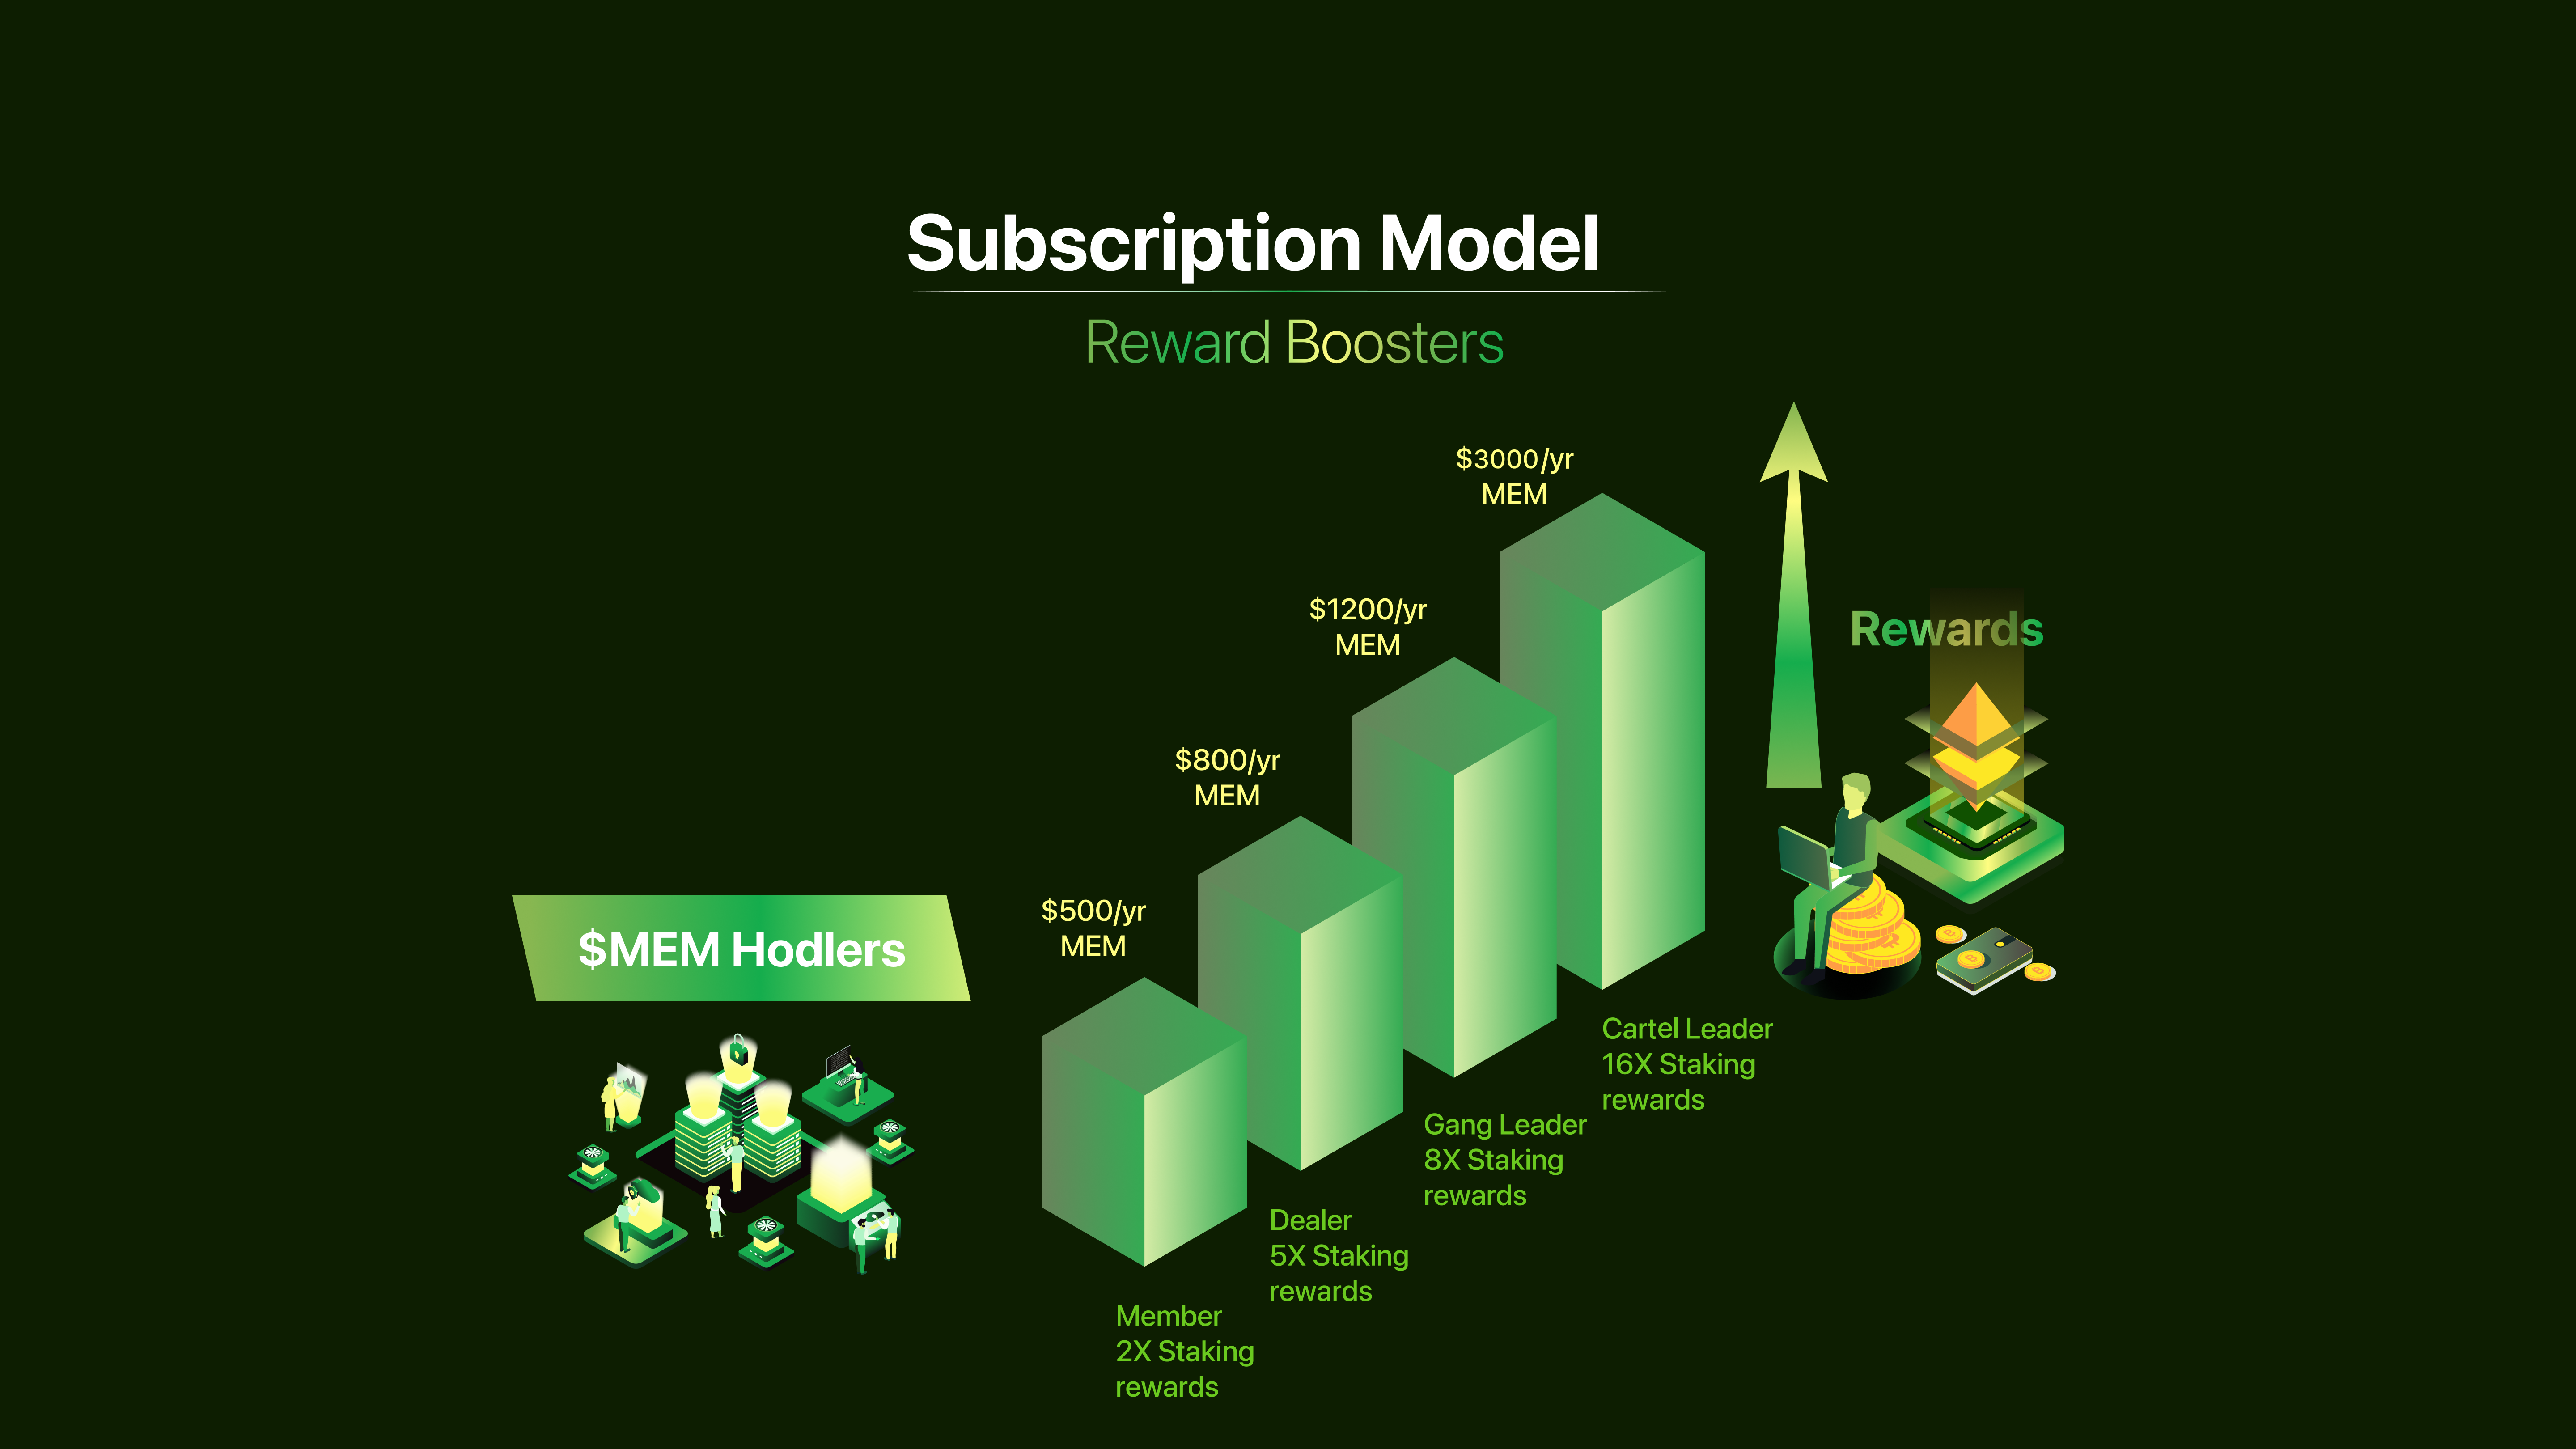 Subscription Model
Reward Boosters
$3000/yr
MEM
$1200/yr
MEM
$800/yr
MEM
$500/yr
MEM
Rewards
$MEM Hodlers
Cartel Leader
16X Staking
rewards
Gang Leader
8X Staking
rewards
Dealer
5X Staking
rewards
Member
2X Staking
rewards